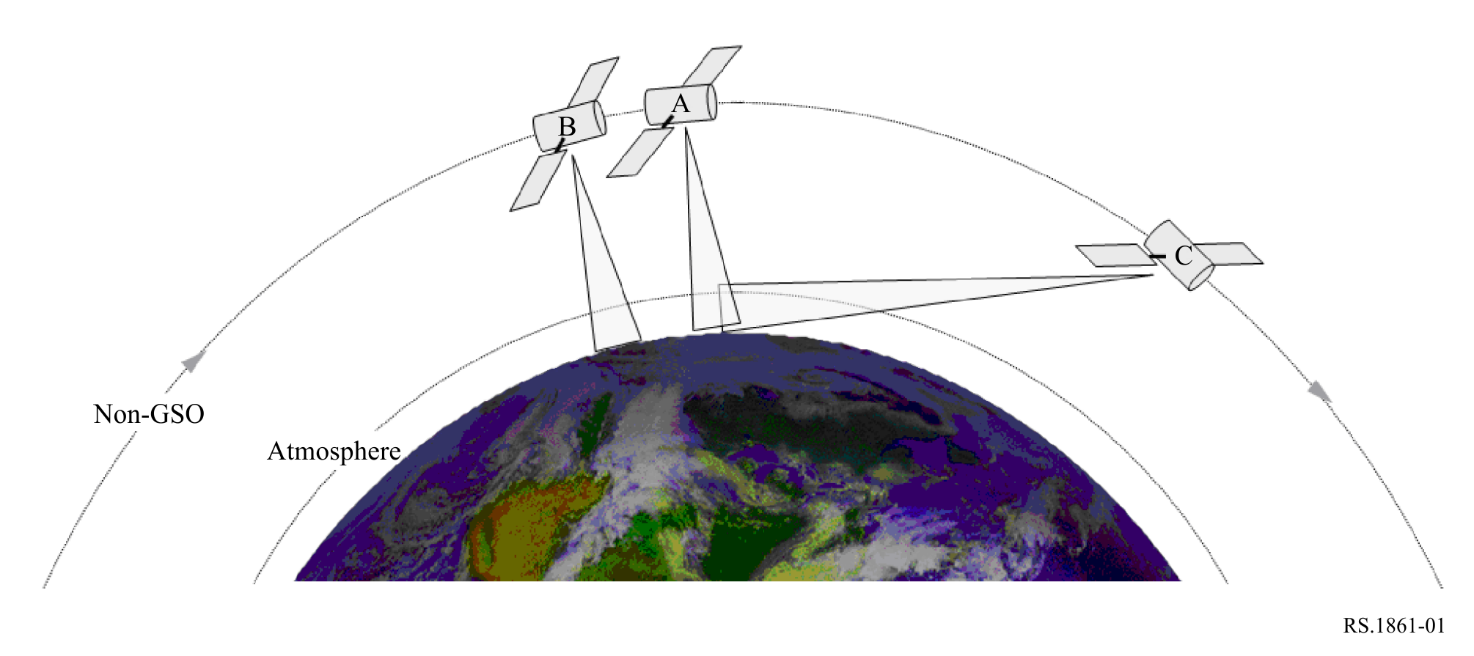 A
B
C
Non-GSO
Atmosphere
RS.1861-01